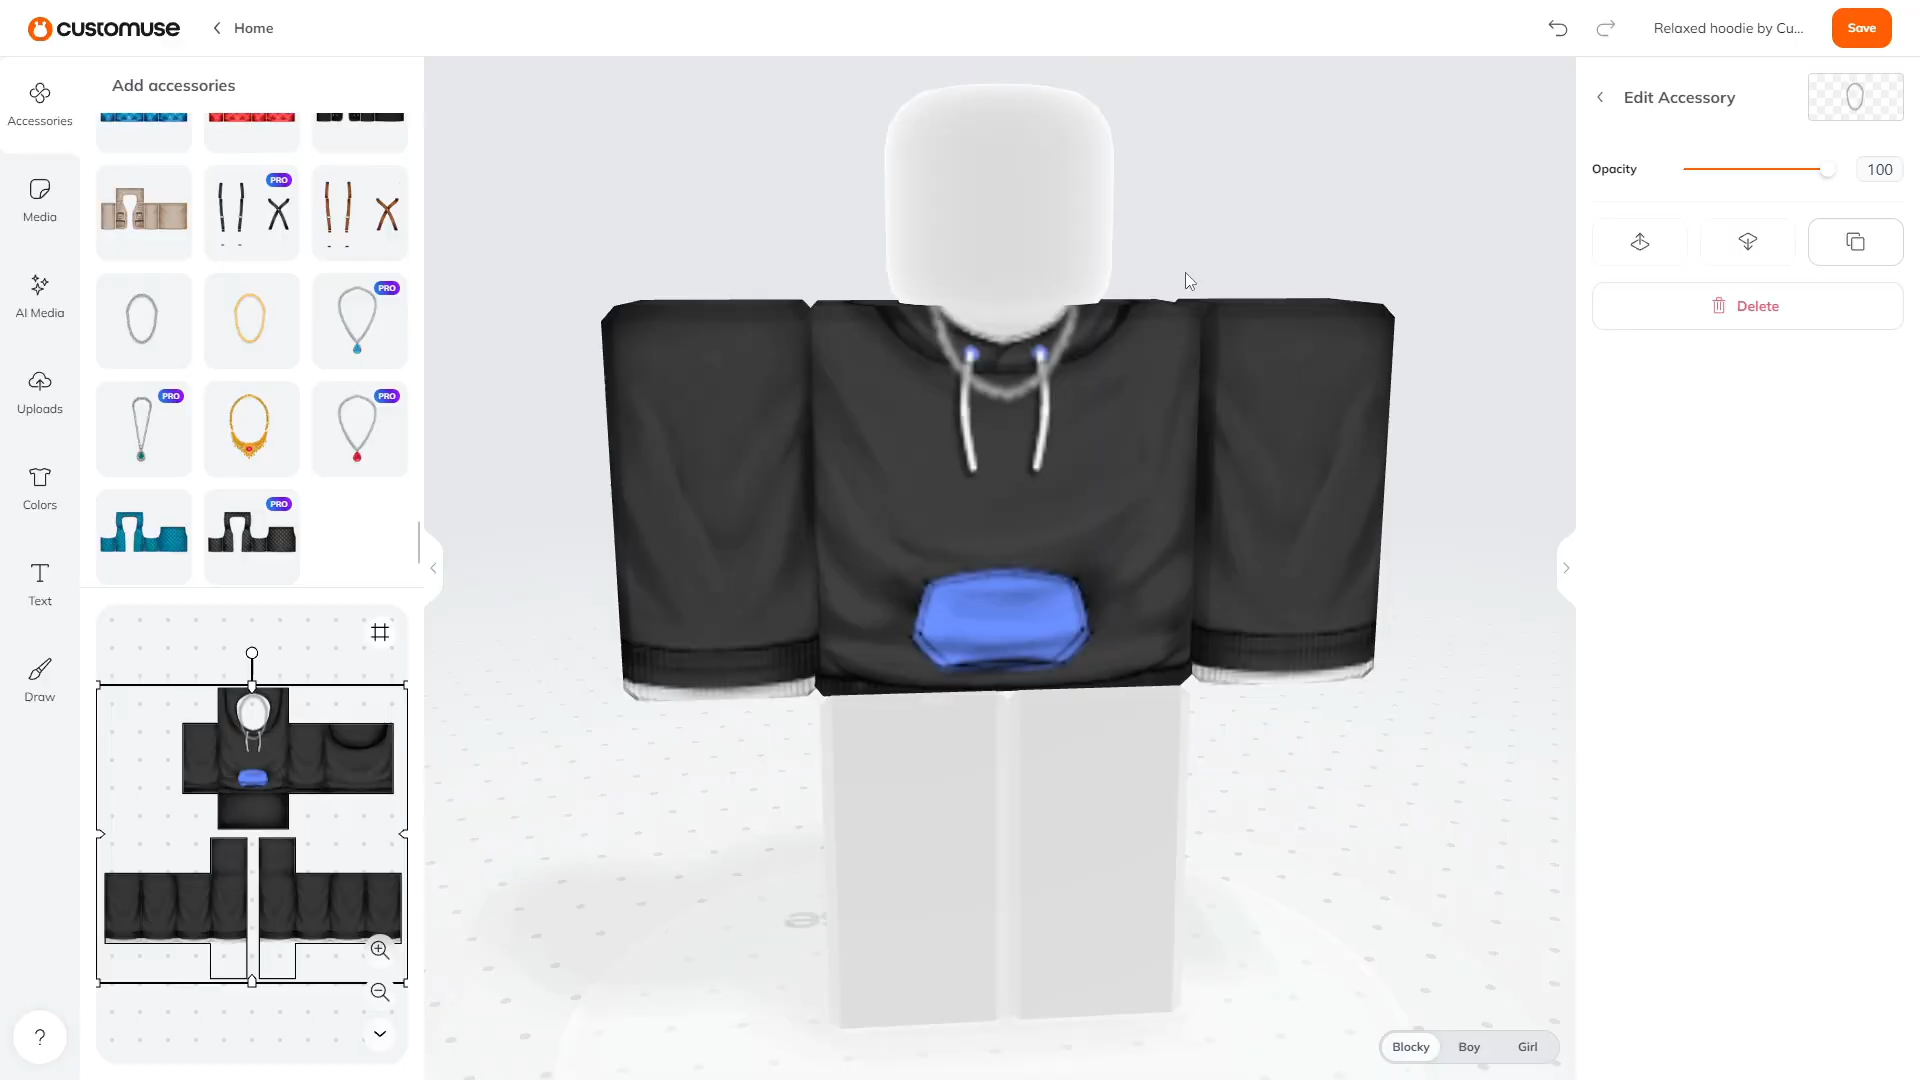 customuse
Home
Relaxed hoodie by Cu...
Save
Accessories
Media
AI Media
Uploads
Colors
Text
Draw
?
Add accessories
PRO
PRO
PRO
PRO
PRO
Edit Accessory
Opacity
100
Delete
Blocky
Boy
Girl